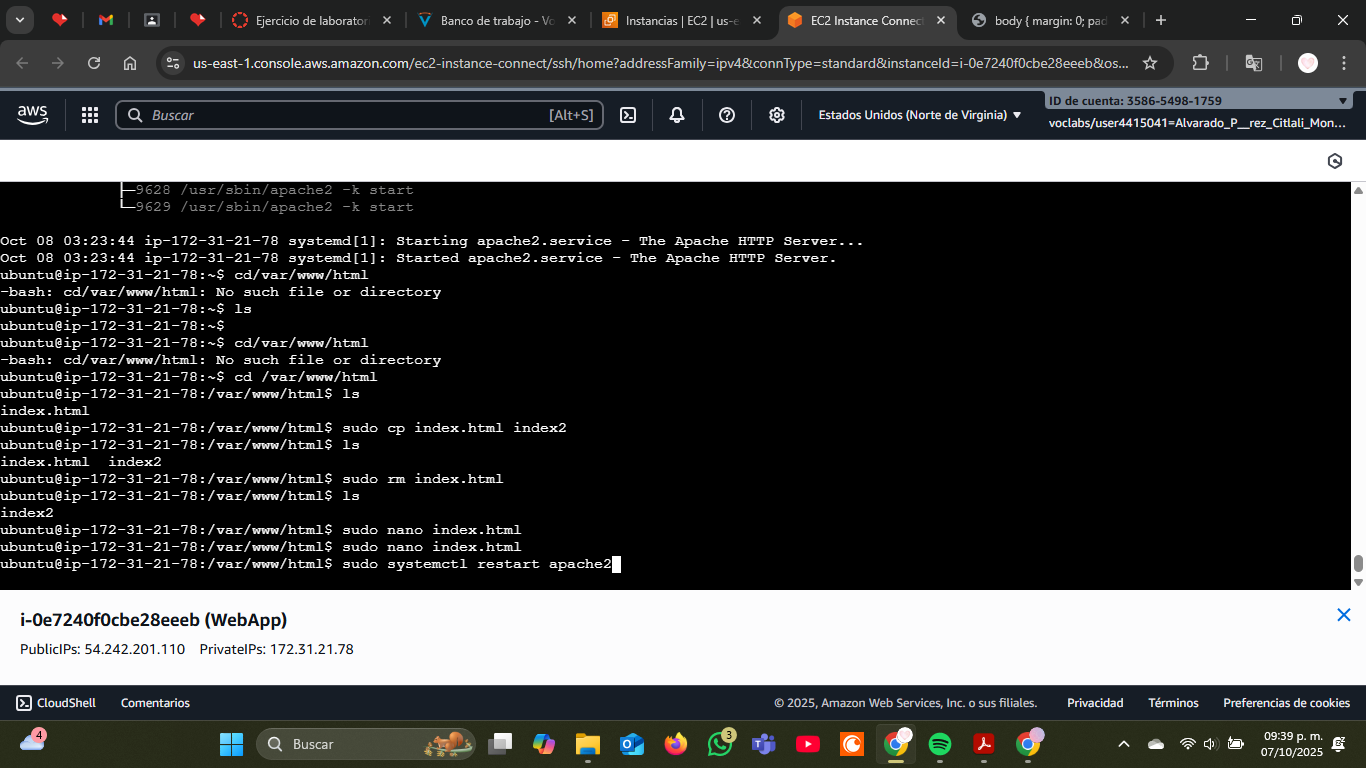 Ejercicio de laboratori
Banco de trabajo - Vo
Instancias | EC2 | us-e
EC2 Instance Connect
body { margin: 0; pad
us-east-1.console.aws.amazon.com/ec2-instance-connect/ssh/home?addressFamily=ipv4&connType=standard&instanceId=i-0e7240f0cbe28eeeb&os...
aws
Buscar
[Alt+S]
Estados Unidos (Norte de Virginia)
ID de cuenta: 3586-5498-1759
voclabs/user4415041=Alvarado_P__rez_Citlali_Mon...
├─9628 /usr/sbin/apache2 -k start
└─9629 /usr/sbin/apache2 -k start
Oct 08 03:23:44 ip-172-31-21-78 systemd[1]: Starting apache2.service - The Apache HTTP Server...
Oct 08 03:23:44 ip-172-31-21-78 systemd[1]: Started apache2.service - The Apache HTTP Server.
ubuntu@ip-172-31-21-78:~$ cd/var/www/html
-bash: cd/var/www/html: No such file or directory
ubuntu@ip-172-31-21-78:~$ ls
ubuntu@ip-172-31-21-78:~$
ubuntu@ip-172-31-21-78:~$ cd/var/www/html
-bash: cd/var/www/html: No such file or directory
ubuntu@ip-172-31-21-78:~$ cd /var/www/html
ubuntu@ip-172-31-21-78:/var/www/html$ ls
index.html
ubuntu@ip-172-31-21-78:/var/www/html$ sudo cp index.html index2
ubuntu@ip-172-31-21-78:/var/www/html$ ls
index.html  index2
ubuntu@ip-172-31-21-78:/var/www/html$ sudo rm index.html
ubuntu@ip-172-31-21-78:/var/www/html$ ls
index2
ubuntu@ip-172-31-21-78:/var/www/html$ sudo nano index.html
ubuntu@ip-172-31-21-78:/var/www/html$ sudo nano index.html
ubuntu@ip-172-31-21-78:/var/www/html$ sudo systemctl restart apache2
i-0e7240f0cbe28eeeb (WebApp)
PublicIPs: 54.242.201.110 PrivateIPs: 172.31.21.78
CloudShell
Comentarios
© 2025, Amazon Web Services, Inc. o sus filiales.
Privacidad
Términos
Preferencias de cookies
4
Buscar
3
09:39 p. m.
07/10/2025